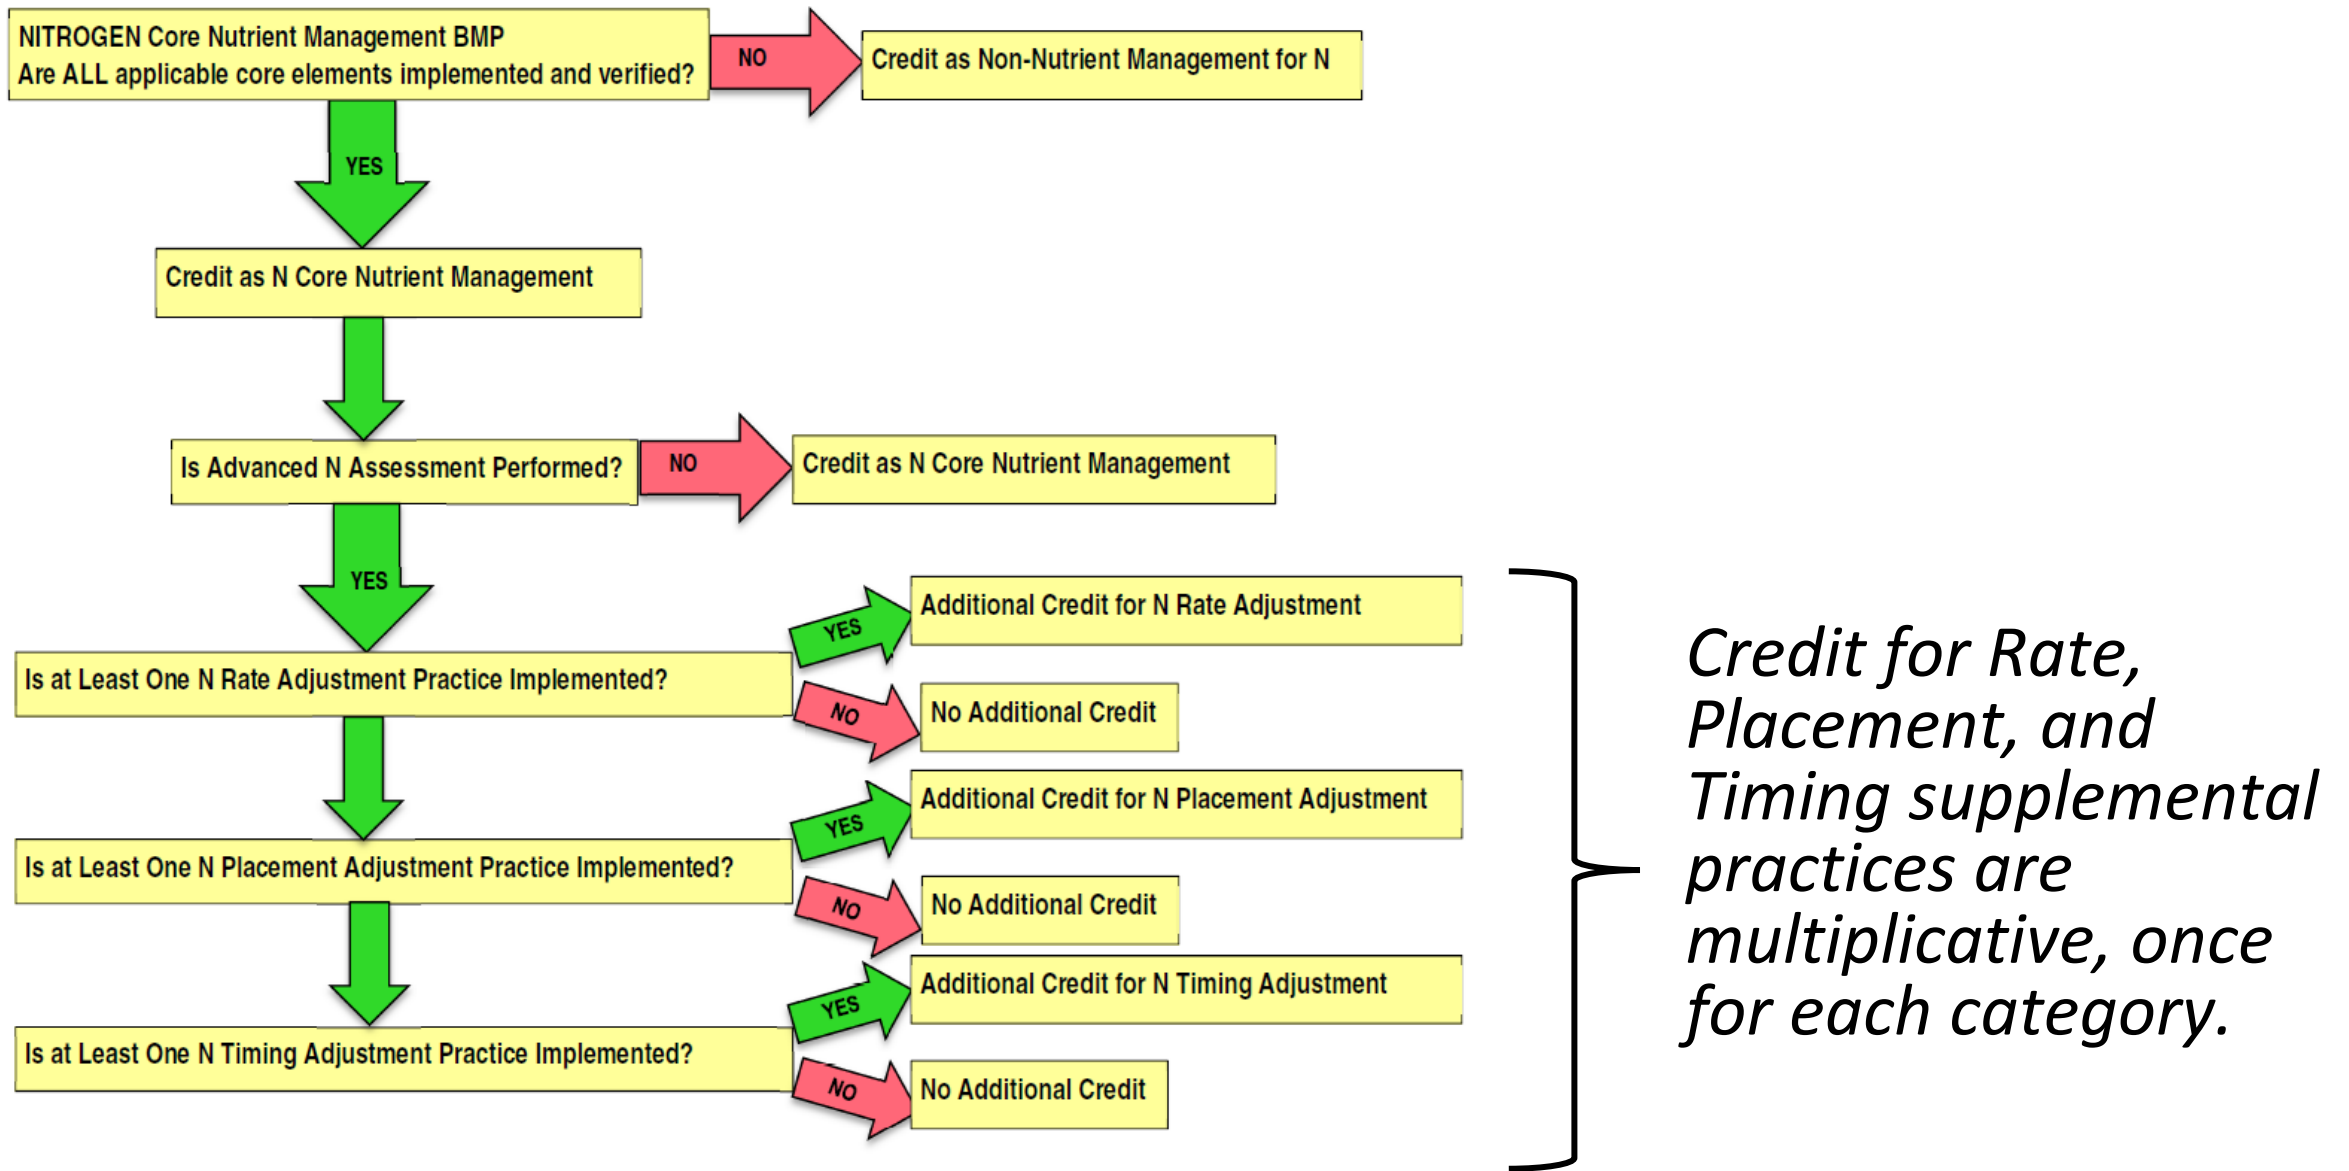 NITROGEN Core Nutrient Management BMP
Are ALL applicable core elements implemented and verified?
NO
Credit as Non-Nutrient Management for N
YES
Credit as N Core Nutrient Management
Is Advanced N Assessment Performed?
NO
Credit as N Core Nutrient Management
YES
Is at Least One N Rate Adjustment Practice Implemented?
YES
Additional Credit for N Rate Adjustment
NO
No Additional Credit
Is at Least One N Placement Adjustment Practice Implemented?
YES
Additional Credit for N Placement Adjustment
NO
No Additional Credit
Is at Least One N Timing Adjustment Practice Implemented?
YES
Additional Credit for N Timing Adjustment
NO
No Additional Credit
Credit for Rate,
Placement, and
Timing supplemental
practices are
multiplicative, once
for each category.